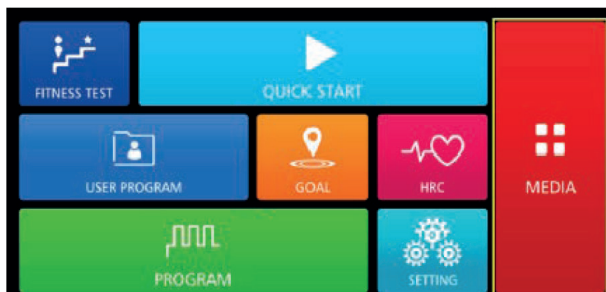 FITNESS TEST
QUICK START
USER PROGRAM
GOAL
HRC
MEDIA
PROGRAM
SETTING